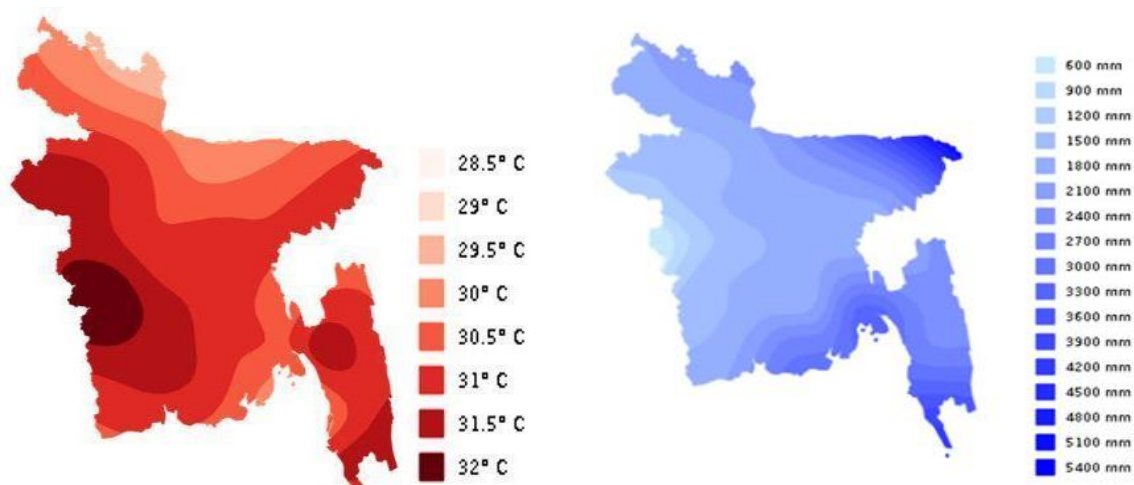 28.5° C
29° C
29.5° C
30° C
30.5° C
31° C
31.5° C
32° C
600 mm
900 mm
1200 mm
1500 mm
1800 mm
2100 mm
2400 mm
2700 mm
3000 mm
3300 mm
3600 mm
3900 mm
4200 mm
4500 mm
4800 mm
5100 mm
5400 mm